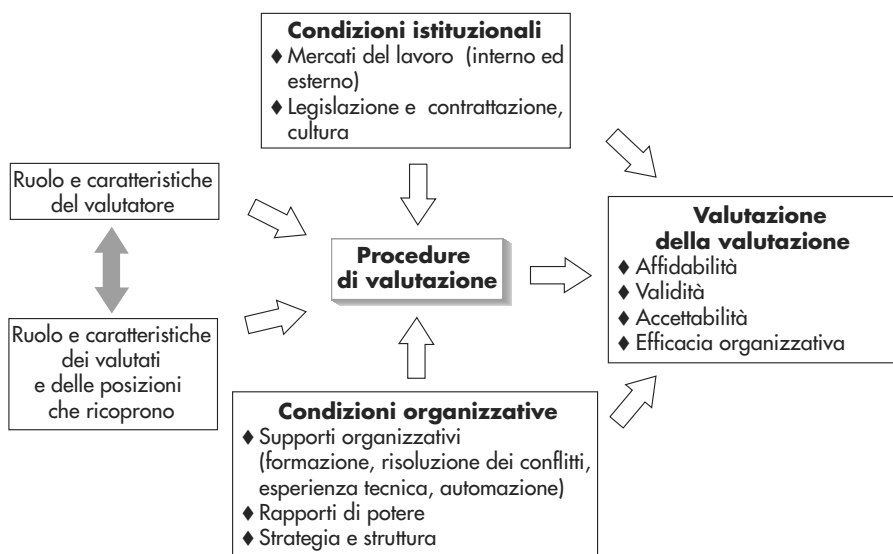 Condizioni istituzionali
♦ Mercati del lavoro (interno ed
esterno)
♦ Legislazione e contrattazione,
cultura
Ruolo e caratteristiche
del valutatore
Procedure
di valutazione
Valutazione
della valutazione
♦ Affidabilità
♦ Validità
♦ Accettabilità
♦ Efficacia organizzativa
Ruolo e caratteristiche
dei valutati
e delle posizioni
che ricoprono
Condizioni organizzative
♦ Supporti organizzativi
(formazione, risoluzione dei conflitti,
esperienza tecnica, automazione)
♦ Rapporti di potere
♦ Strategia e struttura